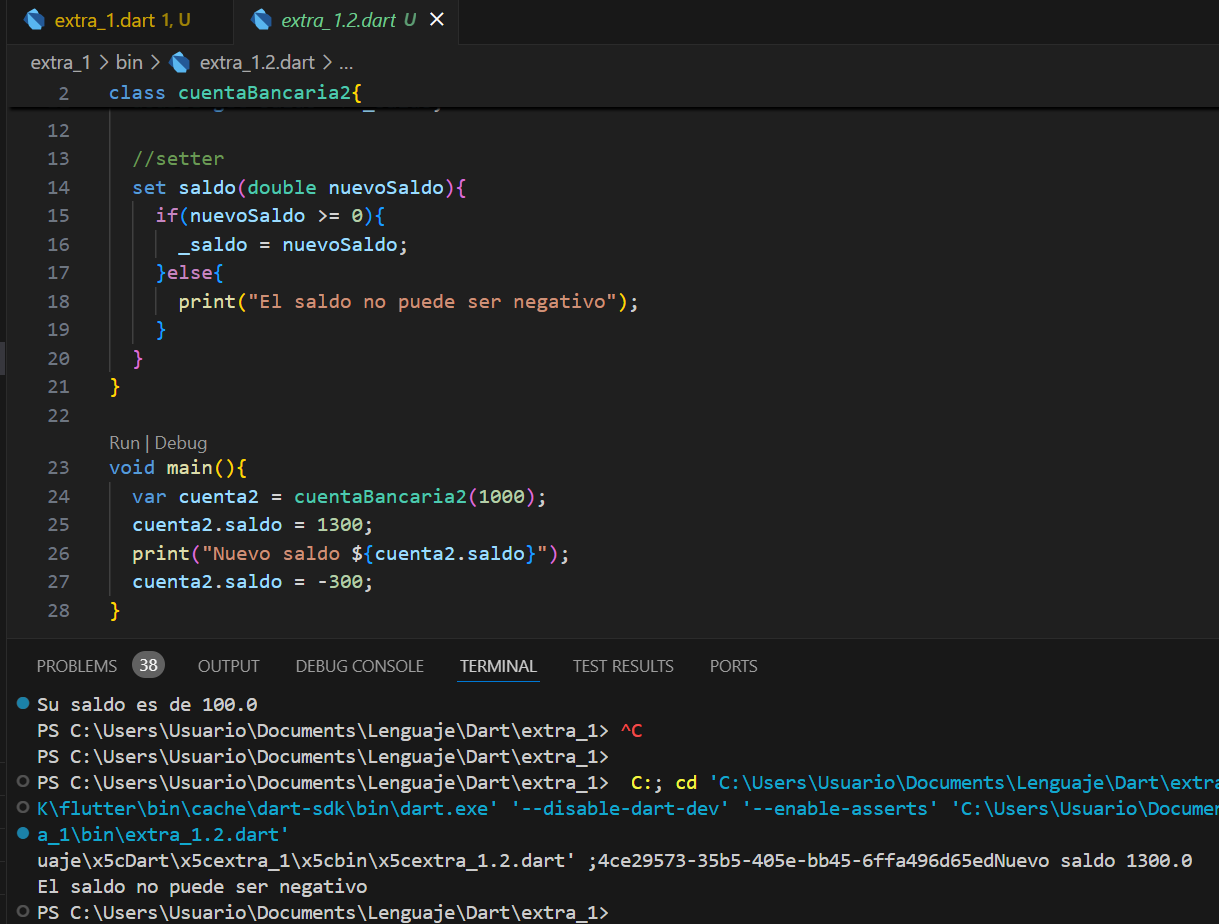 extra_1.dart 1, U
extra_1.2.dart U
extra_1 > bin > extra_1.2.dart > ...
2 class cuentaBancaria2{
12
13 //setter
14 set saldo(double nuevoSaldo){
15 if(nuevoSaldo >= 0){
16 _saldo = nuevoSaldo;
17 }else{
18 print("El saldo no puede ser negativo");
19 }
20 }
21 }
22
Run | Debug
23 void main(){
24 var cuenta2 = cuentaBancaria2(1000);
25 cuenta2.saldo = 1300;
26 print("Nuevo saldo ${cuenta2.saldo}");
27 cuenta2.saldo = -300;
28 }
PROBLEMS 38 OUTPUT DEBUG CONSOLE TERMINAL TEST RESULTS PORTS
Su saldo es de 100.0
PS C:\Users\Usuario\Documents\Lenguaje\Dart\extra_1> ^C
PS C:\Users\Usuario\Documents\Lenguaje\Dart\extra_1>
PS C:\Users\Usuario\Documents\Lenguaje\Dart\extra_1> C:; cd 'C:\Users\Usuario\Documents\Lenguaje\Dart\extra
K\flutter\bin\cache\dart-sdk\bin\dart.exe' '--disable-dart-dev' '--enable-asserts' 'C:\Users\Usuario\Documen
a_1\bin\extra_1.2.dart'
uaje\x5cDart\x5cextra_1\x5cbin\x5cextra_1.2.dart' ;4ce29573-35b5-405e-bb45-6ffa496d65edNuevo saldo 1300.0
El saldo no puede ser negativo
PS C:\Users\Usuario\Documents\Lenguaje\Dart\extra_1>